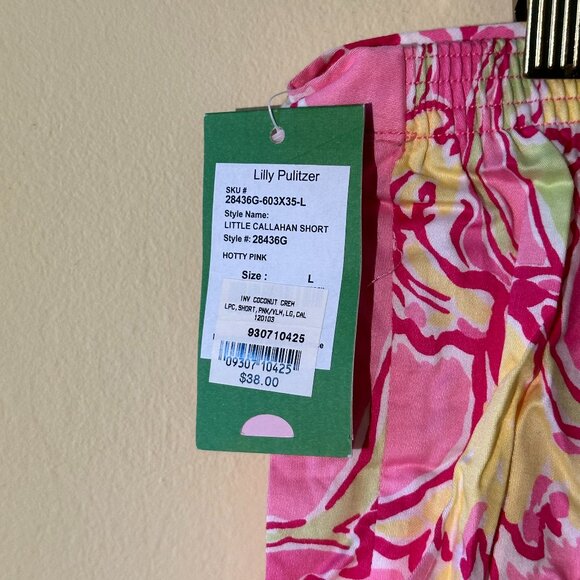 Lilly Pulitzer
SKU #
28436G-603X35-L
Style Name:
LITTLE CALLAHAN SHORT
Style #: 28436G
HOTTY PINK
Size : L
INV COCONUT CREW
LPC,SHORT,PNK/YLW,LG,CAL
120103
930710425
09307 10425
$38.00